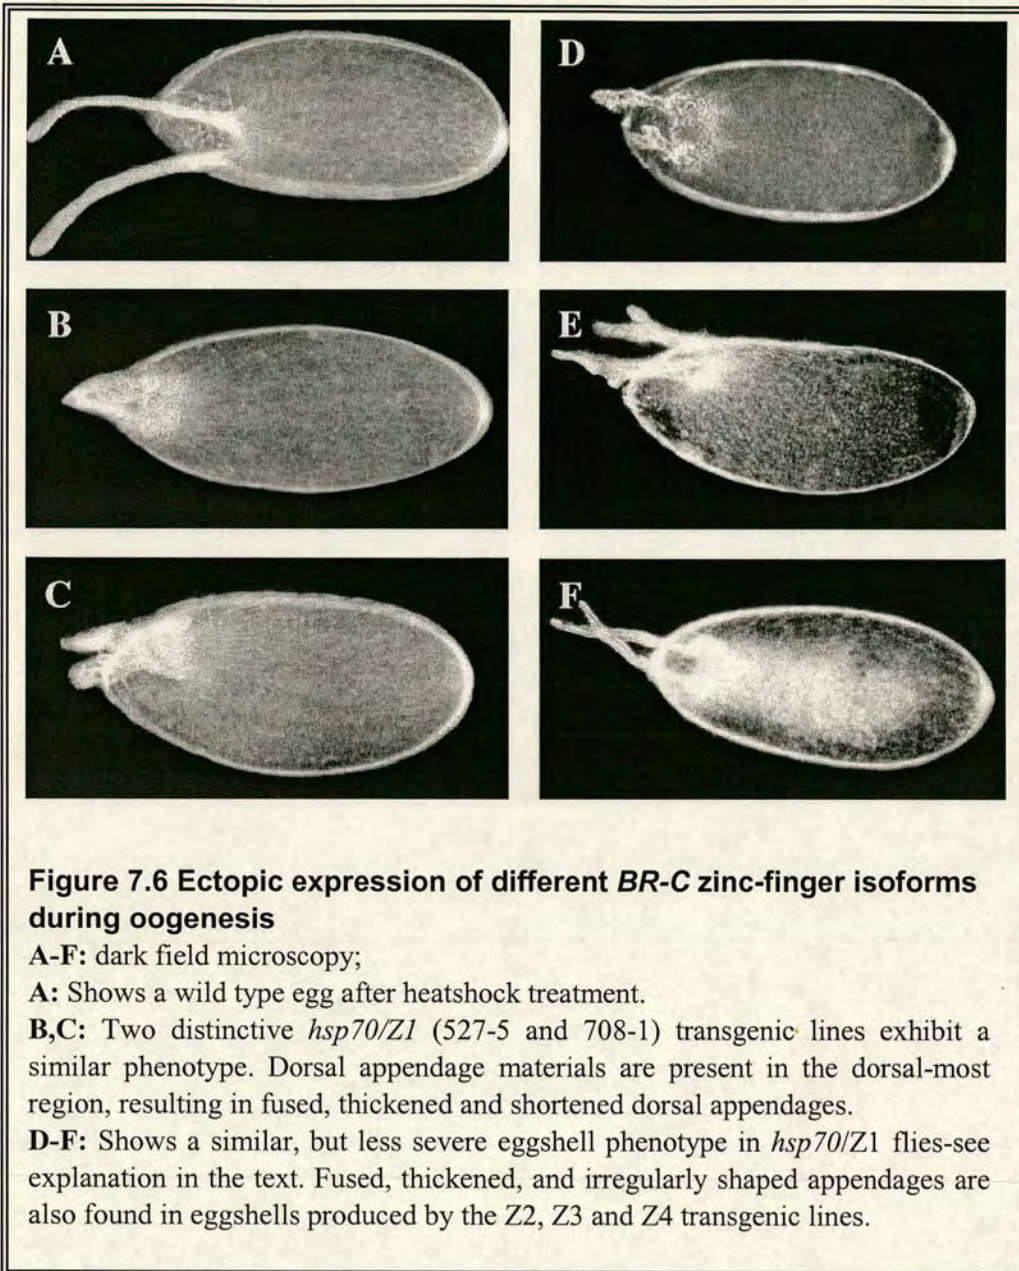 A
D
B
E
C
F
Figure 7.6 Ectopic expression of different BR-C zinc-finger isoforms
during oogenesis
A-F: dark field microscopy;
A: Shows a wild type egg after heatshock treatment.
B,C: Two distinctive hsp70/Z1 (527-5 and 708-1) transgenic lines exhibit a
similar phenotype. Dorsal appendage materials are present in the dorsal-most
region, resulting in fused, thickened and shortened dorsal appendages.
D-F: Shows a similar, but less severe eggshell phenotype in hsp70/Z1 flies-see
explanation in the text. Fused, thickened, and irregularly shaped appendages are
also found in eggshells produced by the Z2, Z3 and Z4 transgenic lines.